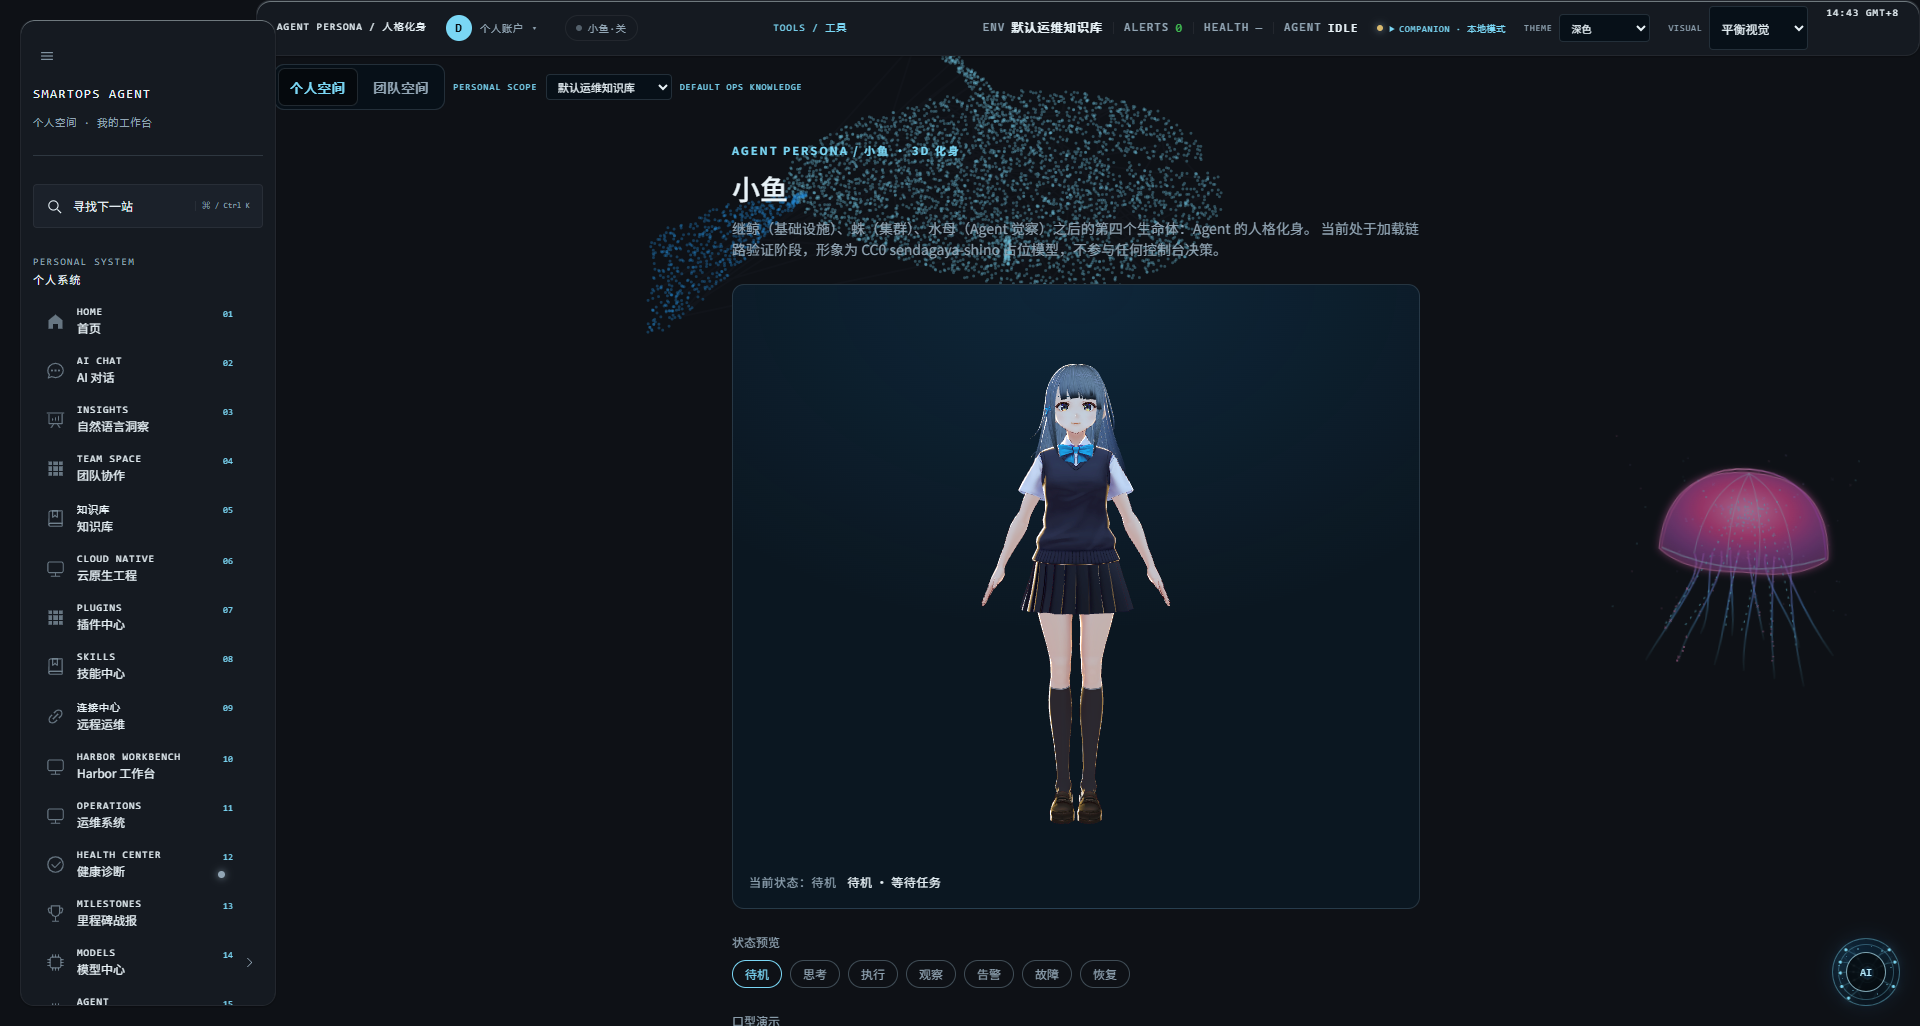 AGENT PERSONA / 人格化身
D 个人账户
小鱼·关
TOOLS / 工具
ENV 默认运维知识库
ALERTS 0
HEALTH —
AGENT IDLE
COMPANION · 本地模式
THEME 深色
VISUAL 平衡视觉
14:43 GMT+8
SMARTOPS AGENT
个人空间 · 我的工作台
寻找下一站 ⌘ / Ctrl K
PERSONAL SYSTEM
个人系统
HOME 01
首页
AI CHAT 02
AI 对话
INSIGHTS 03
自然语言洞察
TEAM SPACE 04
团队协作
知识库 05
知识库
CLOUD NATIVE 06
云原生工程
PLUGINS 07
插件中心
SKILLS 08
技能中心
连接中心 09
远程运维
HARBOR WORKBENCH 10
Harbor 工作台
OPERATIONS 11
运维系统
HEALTH CENTER 12
健康诊断
MILESTONES 13
里程碑战报
MODELS 14
模型中心
AGENT 15
个人空间 团队空间 PERSONAL SCOPE 默认运维知识库 DEFAULT OPS KNOWLEDGE
AGENT PERSONA / 小鱼 · 3D 化身
小鱼
继鲸（基础设施）、蛛（集群）、水母（Agent 觉察）之后的第四个生命体：Agent 的人格化身。 当前处于加载链
路验证阶段，形象为 CC0 sendagaya-shino 占位模型，不参与任何控制台决策。
当前状态：待机 待机 · 等待任务
状态预览
待机 思考 执行 观察 告警 故障 恢复
口型演示
AI